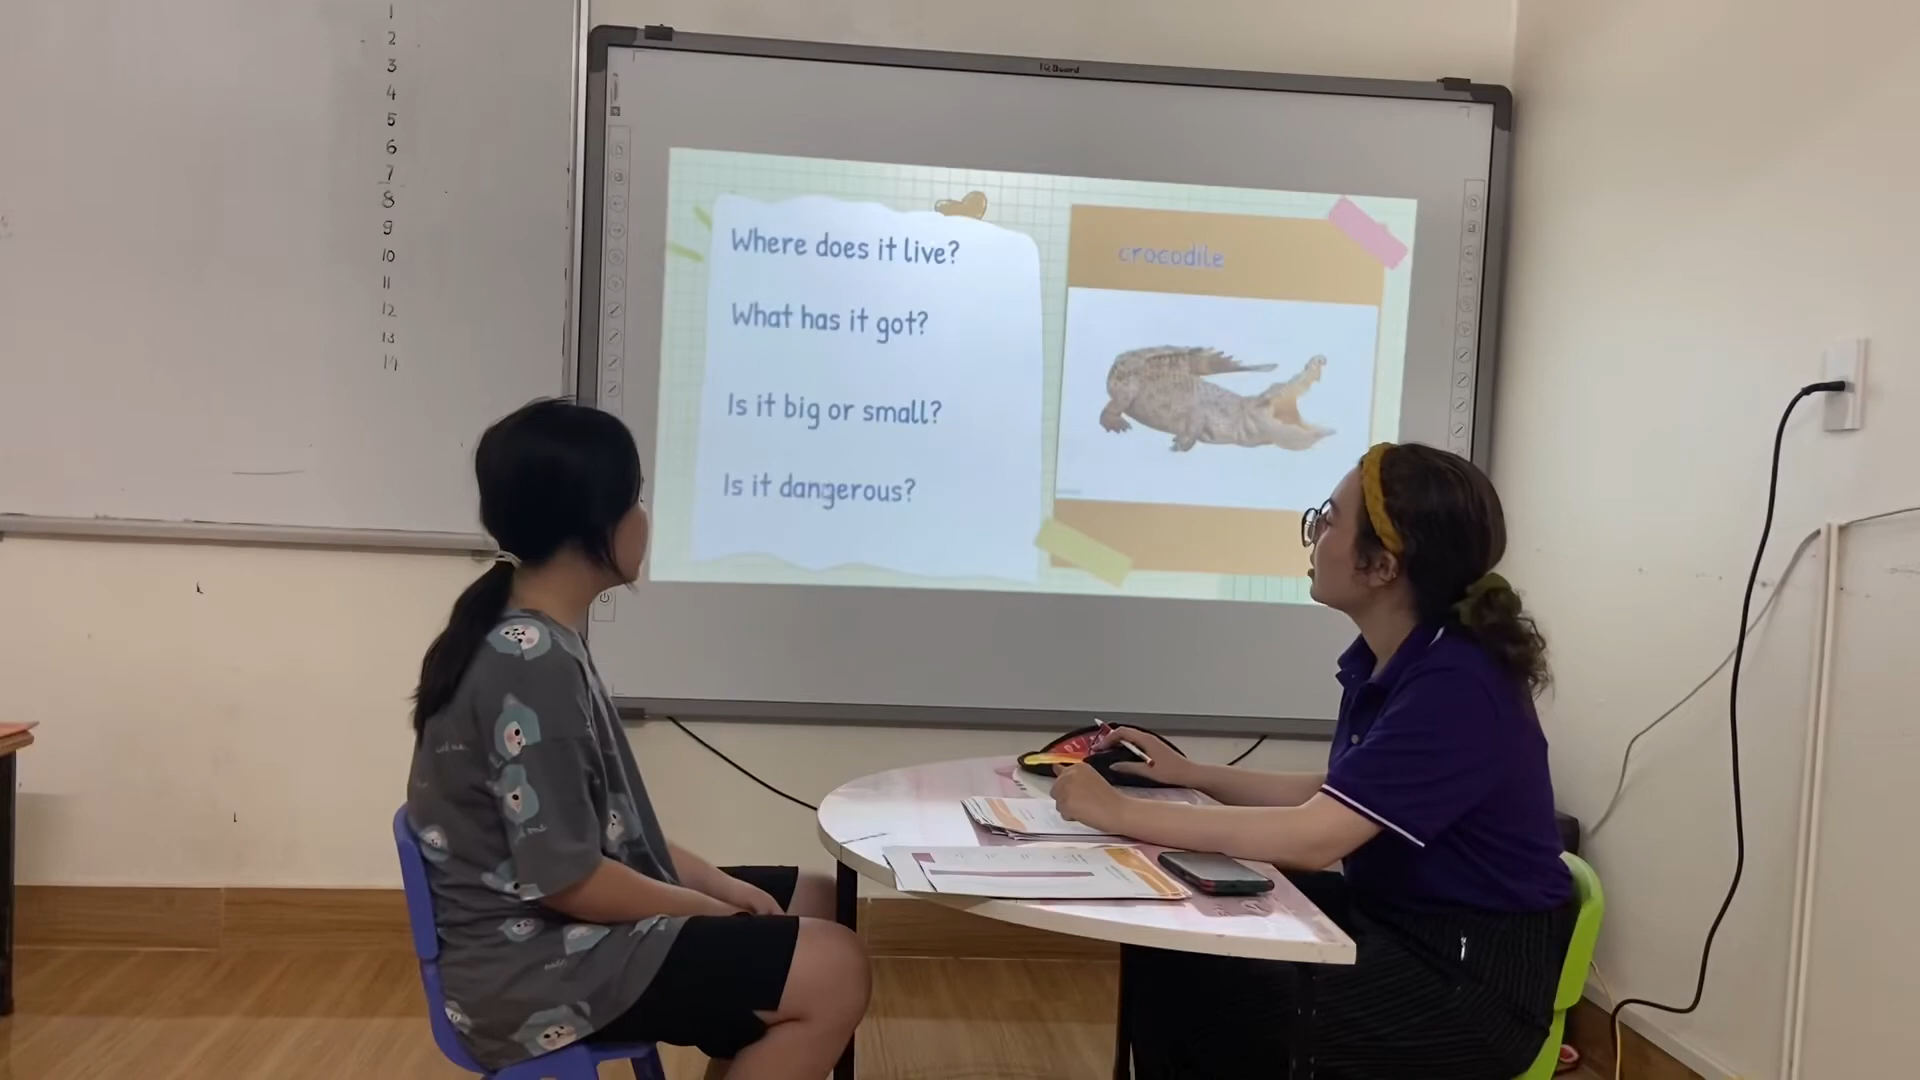 1
2
3
4
5
6
7
8
9
10
11
12
13
14
IQBoard
Where does it live?
What has it got?
Is it big or small?
Is it dangerous?
crocodile